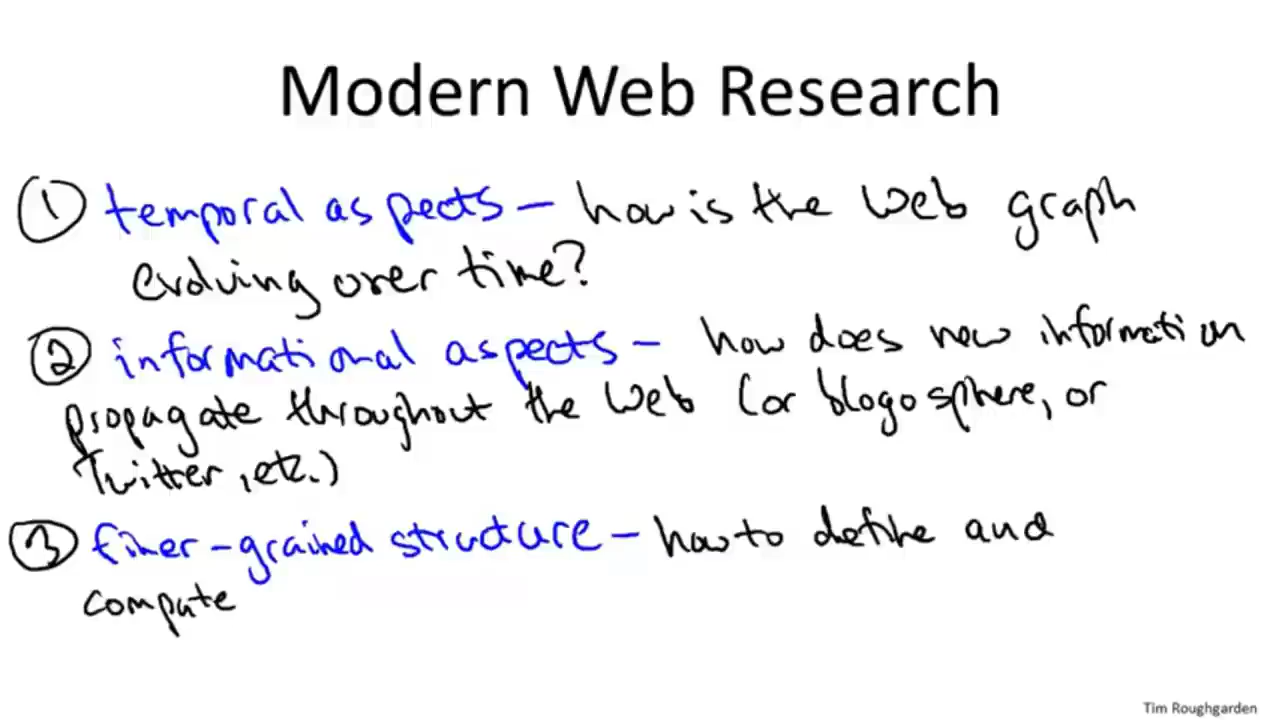 Modern Web Research
① temporal aspects - how is the web graph
evolving over time?
② informational aspects - how does new information
propagate throughout the Web (or blogosphere, or
Twitter, etc.)
③ finer-grained structure - how to define and
compute
Tim Roughgarden